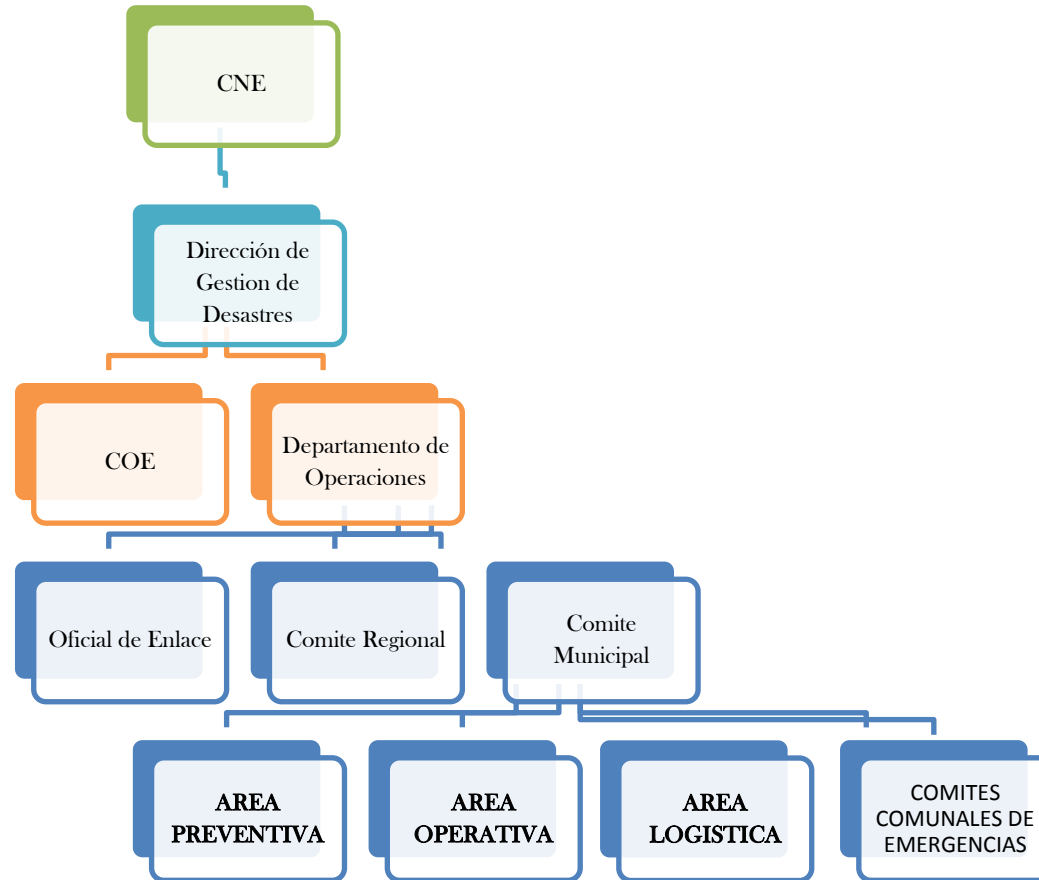 CNE
Dirección de
Gestion de
Desastres
COE
Departamento de
Operaciones
Oficial de Enlace
Comite Regional
Comite
Municipal
AREA
PREVENTIVA
AREA
OPERATIVA
AREA
LOGISTICA
COMITES
COMUNALES DE
EMERGENCIAS